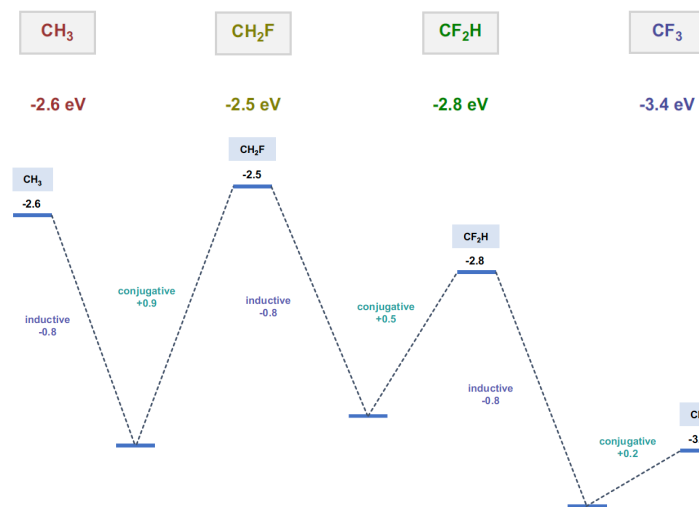 CH₃ CH₂F CF₂H CF₃
-2.6 eV -2.5 eV -2.8 eV -3.4 eV
CH₂F
-2.5
CH₃
-2.6
CF₂H
-2.8
conjugative
+0.9
inductive
-0.8
conjugative
+0.5
inductive
-0.8
inductive
-0.8
conjugative
+0.2